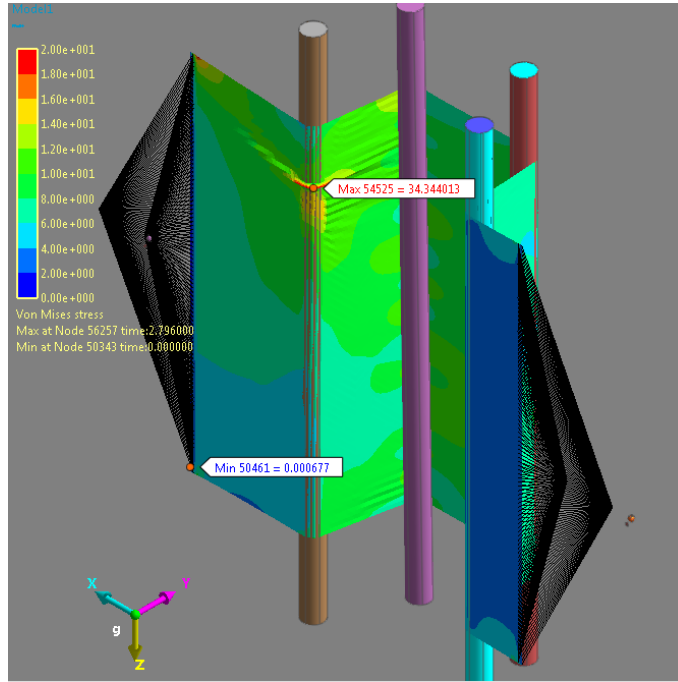 Model1
2.00e+001
1.80e+001
1.60e+001
1.40e+001
1.20e+001
1.00e+001
8.00e+000
6.00e+000
4.00e+000
2.00e+000
0.00e+000
Von Mises stress
Max at Node 56257 time:2.796000
Min at Node 50343 time:0.000000
Max 54525 = 34.344013
Min 50461 = 0.000677
X
Y
g
Z